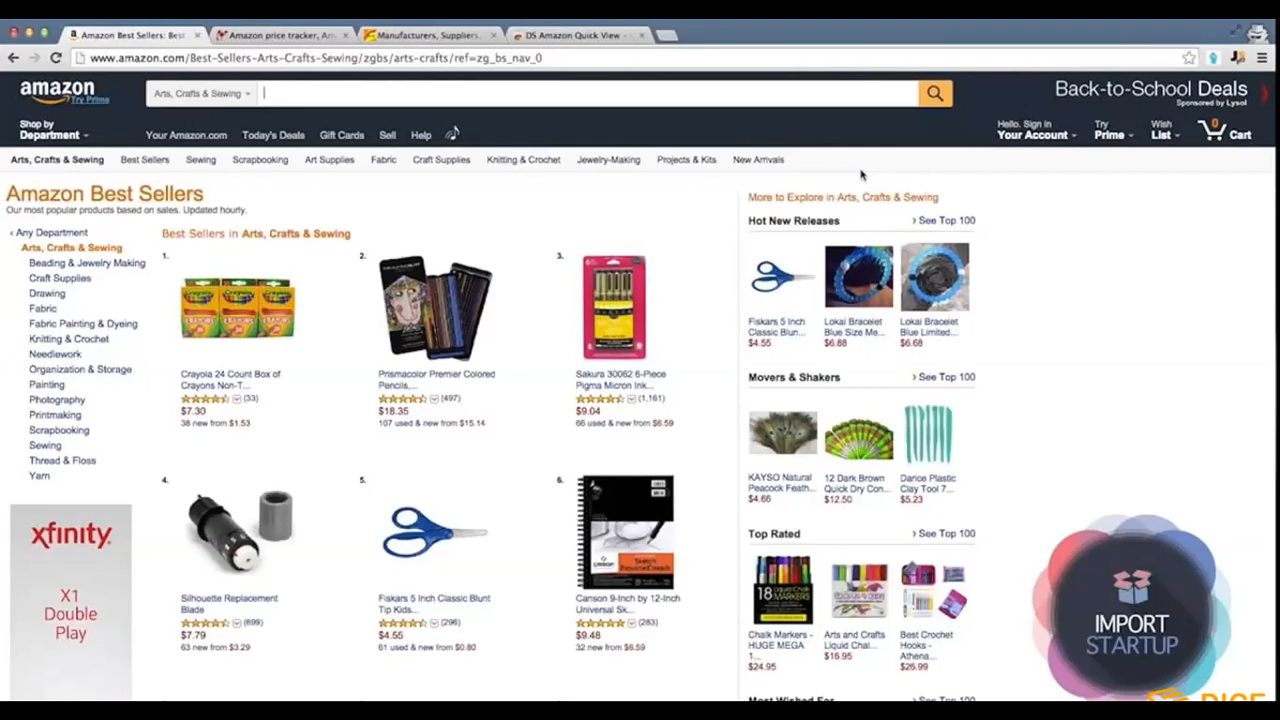 Amazon Best Sellers: Best
Amazon price tracker, Am
Manufacturers, Suppliers,
DS Amazon Quick View -
www.amazon.com/Best-Sellers-Arts-Crafts-Sewing/zgbs/arts-crafts/ref=zg_bs_nav_0
amazon
Try Prime
Arts, Crafts & Sewing
Back-to-School Deals
Sponsored by Lysol
Shop by
Department
Your Amazon.com Today's Deals Gift Cards Sell Help
Hello. Sign in
Your Account
Try
Prime
Wish
List
0
Cart
Arts, Crafts & Sewing Best Sellers Sewing Scrapbooking Art Supplies Fabric Craft Supplies Knitting & Crochet Jewelry-Making Projects & Kits New Arrivals
Amazon Best Sellers
Our most popular products based on sales. Updated hourly.
‹ Any Department
Arts, Crafts & Sewing
Beading & Jewelry Making
Craft Supplies
Drawing
Fabric
Fabric Painting & Dyeing
Knitting & Crochet
Needlework
Organization & Storage
Painting
Photography
Printmaking
Scrapbooking
Sewing
Thread & Floss
Yarn
xfinity
X1
Double
Play
Best Sellers in Arts, Crafts & Sewing
1.
Crayola 24 Count Box of
Crayons Non-T...
(33)
$7.30
38 new from $1.53
2.
Prismacolor Premier Colored
Pencils,...
(497)
$18.35
107 used & new from $15.14
3.
Sakura 30062 6-Piece
Pigma Micron Ink...
(1,161)
$9.04
66 used & new from $6.59
4.
Silhouette Replacement
Blade
(699)
$7.79
63 new from $3.29
5.
Fiskars 5 Inch Classic Blunt
Tip Kids...
(296)
$4.55
61 used & new from $0.80
6.
Canson 9-Inch by 12-Inch
Universal Sk...
(283)
$9.48
32 new from $6.59
More to Explore in Arts, Crafts & Sewing
Hot New Releases › See Top 100
Fiskars 5 Inch
Classic Blun...
$4.55
Lokai Bracelet
Blue Size Me...
$6.88
Lokai Bracelet
Blue Limited...
$6.68
Movers & Shakers › See Top 100
KAYSO Natural
Peacock Feath...
$4.66
12 Dark Brown
Quick Dry Con...
$12.50
Darice Plastic
Clay Tool 7...
$5.23
Top Rated › See Top 100
18 LIQUID CHALK
MARKERS
Chalk Markers -
HUGE MEGA
1...
$24.95
Arts and Crafts
Liquid Chal...
$16.95
Best Crochet
Hooks -
Athena...
$26.99
Most Wished For
IMPORT
STARTUP